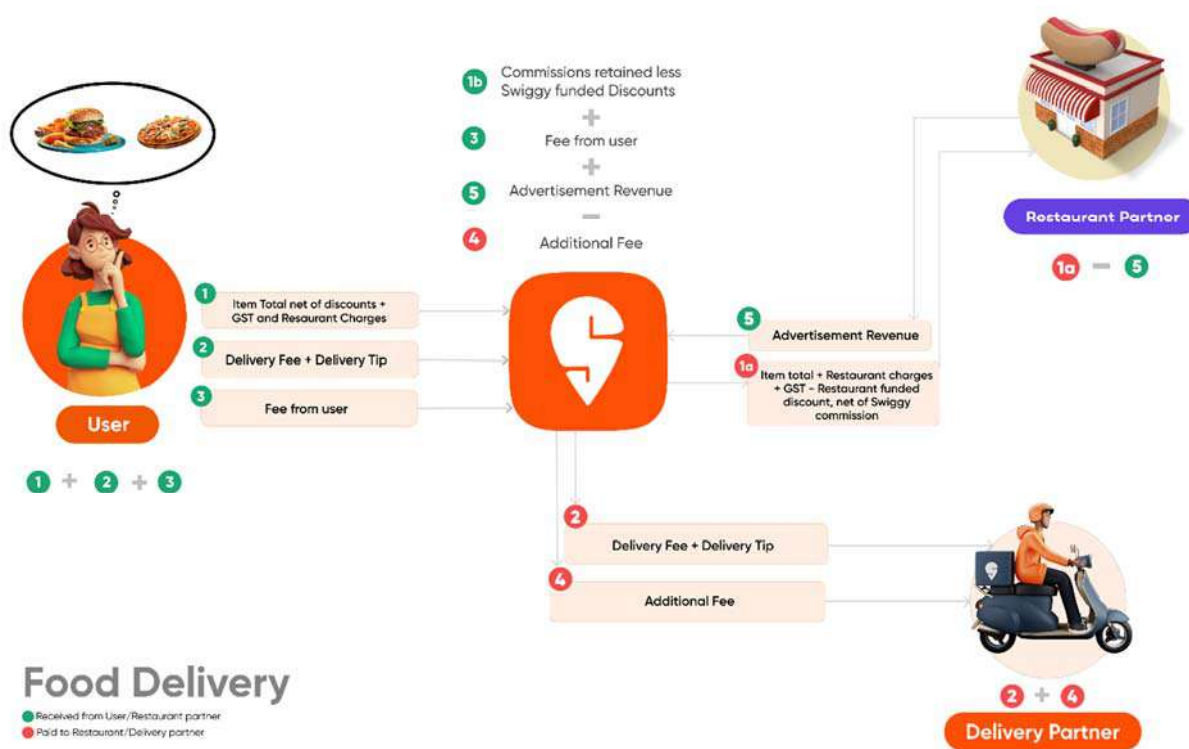 1b Commissions retained less
Swiggy funded Discounts
+
3 Fee from user
+
5 Advertisement Revenue
−
4 Additional Fee
Restaurant Partner
1a − 5
1 Item Total net of discounts +
GST and Resaurant Charges
2 Delivery Fee + Delivery Tip
3 Fee from user
User
1 + 2 + 3
5 Advertisement Revenue
1a Item total + Restaurant charges
+ GST - Restaurant funded
discount, net of Swiggy
commission
2 Delivery Fee + Delivery Tip
4 Additional Fee
2 + 4
Delivery Partner
Food Delivery
Received from User/Restaurant partner
Paid to Restaurant/Delivery partner